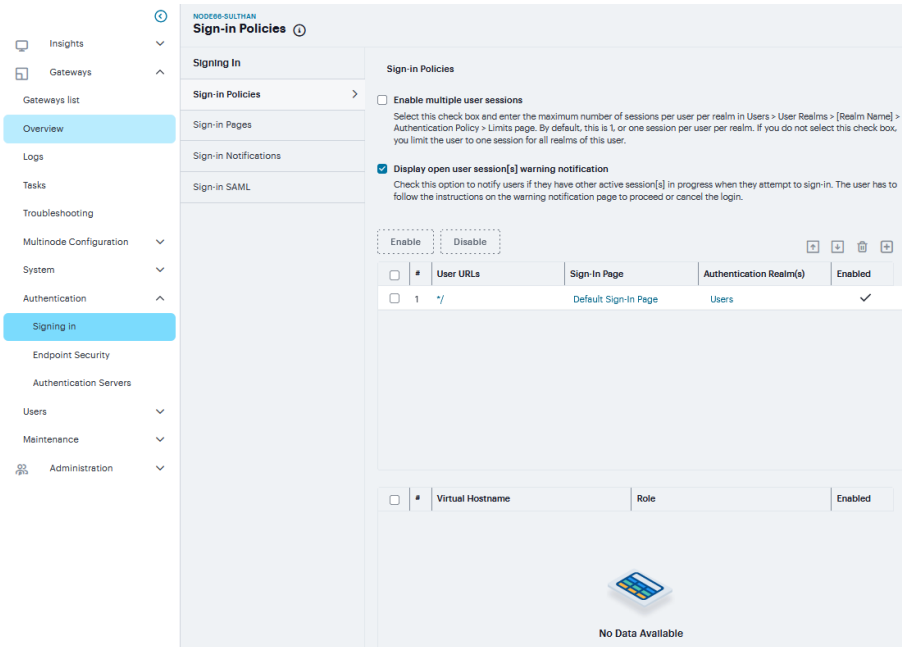 NODE66-SULTHAN
Sign-in Policies
Insights
Gateways
Gateways list
Overview
Logs
Tasks
Troubleshooting
Multinode Configuration
System
Authentication
Signing in
Endpoint Security
Authentication Servers
Users
Maintenance
Administration
Signing In
Sign-in Policies
Sign-in Pages
Sign-in Notifications
Sign-in SAML
Sign-in Policies
Enable multiple user sessions
Select this check box and enter the maximum number of sessions per user per realm in Users > User Realms > [Realm Name] >
Authentication Policy > Limits page. By default, this is 1, or one session per user per realm. If you do not select this check box,
you limit the user to one session for all realms of this user.
Display open user session[s] warning notification
Check this option to notify users if they have other active session[s] in progress when they attempt to sign-in. The user has to
follow the instructions on the warning notification page to proceed or cancel the login.
Enable Disable
# User URLs Sign-In Page Authentication Realm(s) Enabled
1 */ Default Sign-In Page Users
# Virtual Hostname Role Enabled
No Data Available